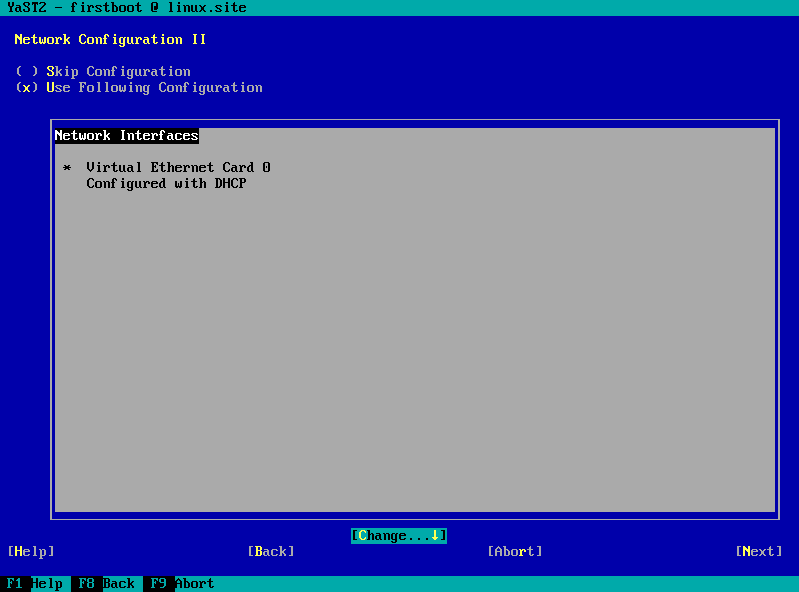 YaST2 - firstboot @ linux.site
Network Configuration II
( ) Skip Configuration
(x) Use Following Configuration
Network Interfaces
* Virtual Ethernet Card 0
Configured with DHCP
[Change...↓]
[Help] [Back] [Abort] [Next]
F1 Help F8 Back F9 Abort